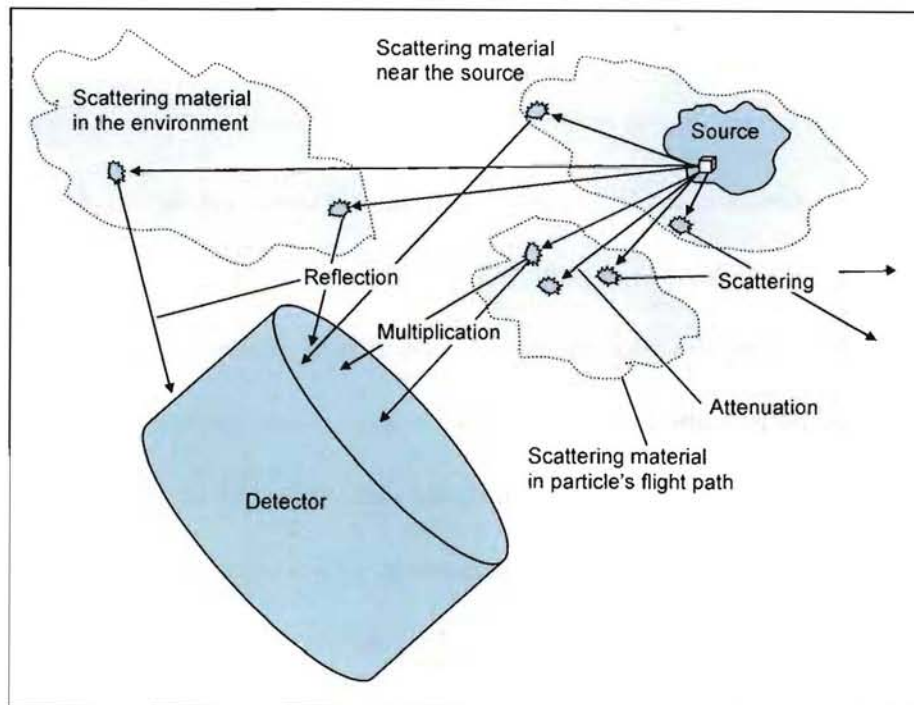 Scattering material
near the source
Scattering material
in the environment
Source
Reflection
Scattering
Multiplication
Attenuation
Scattering material
in particle's flight path
Detector